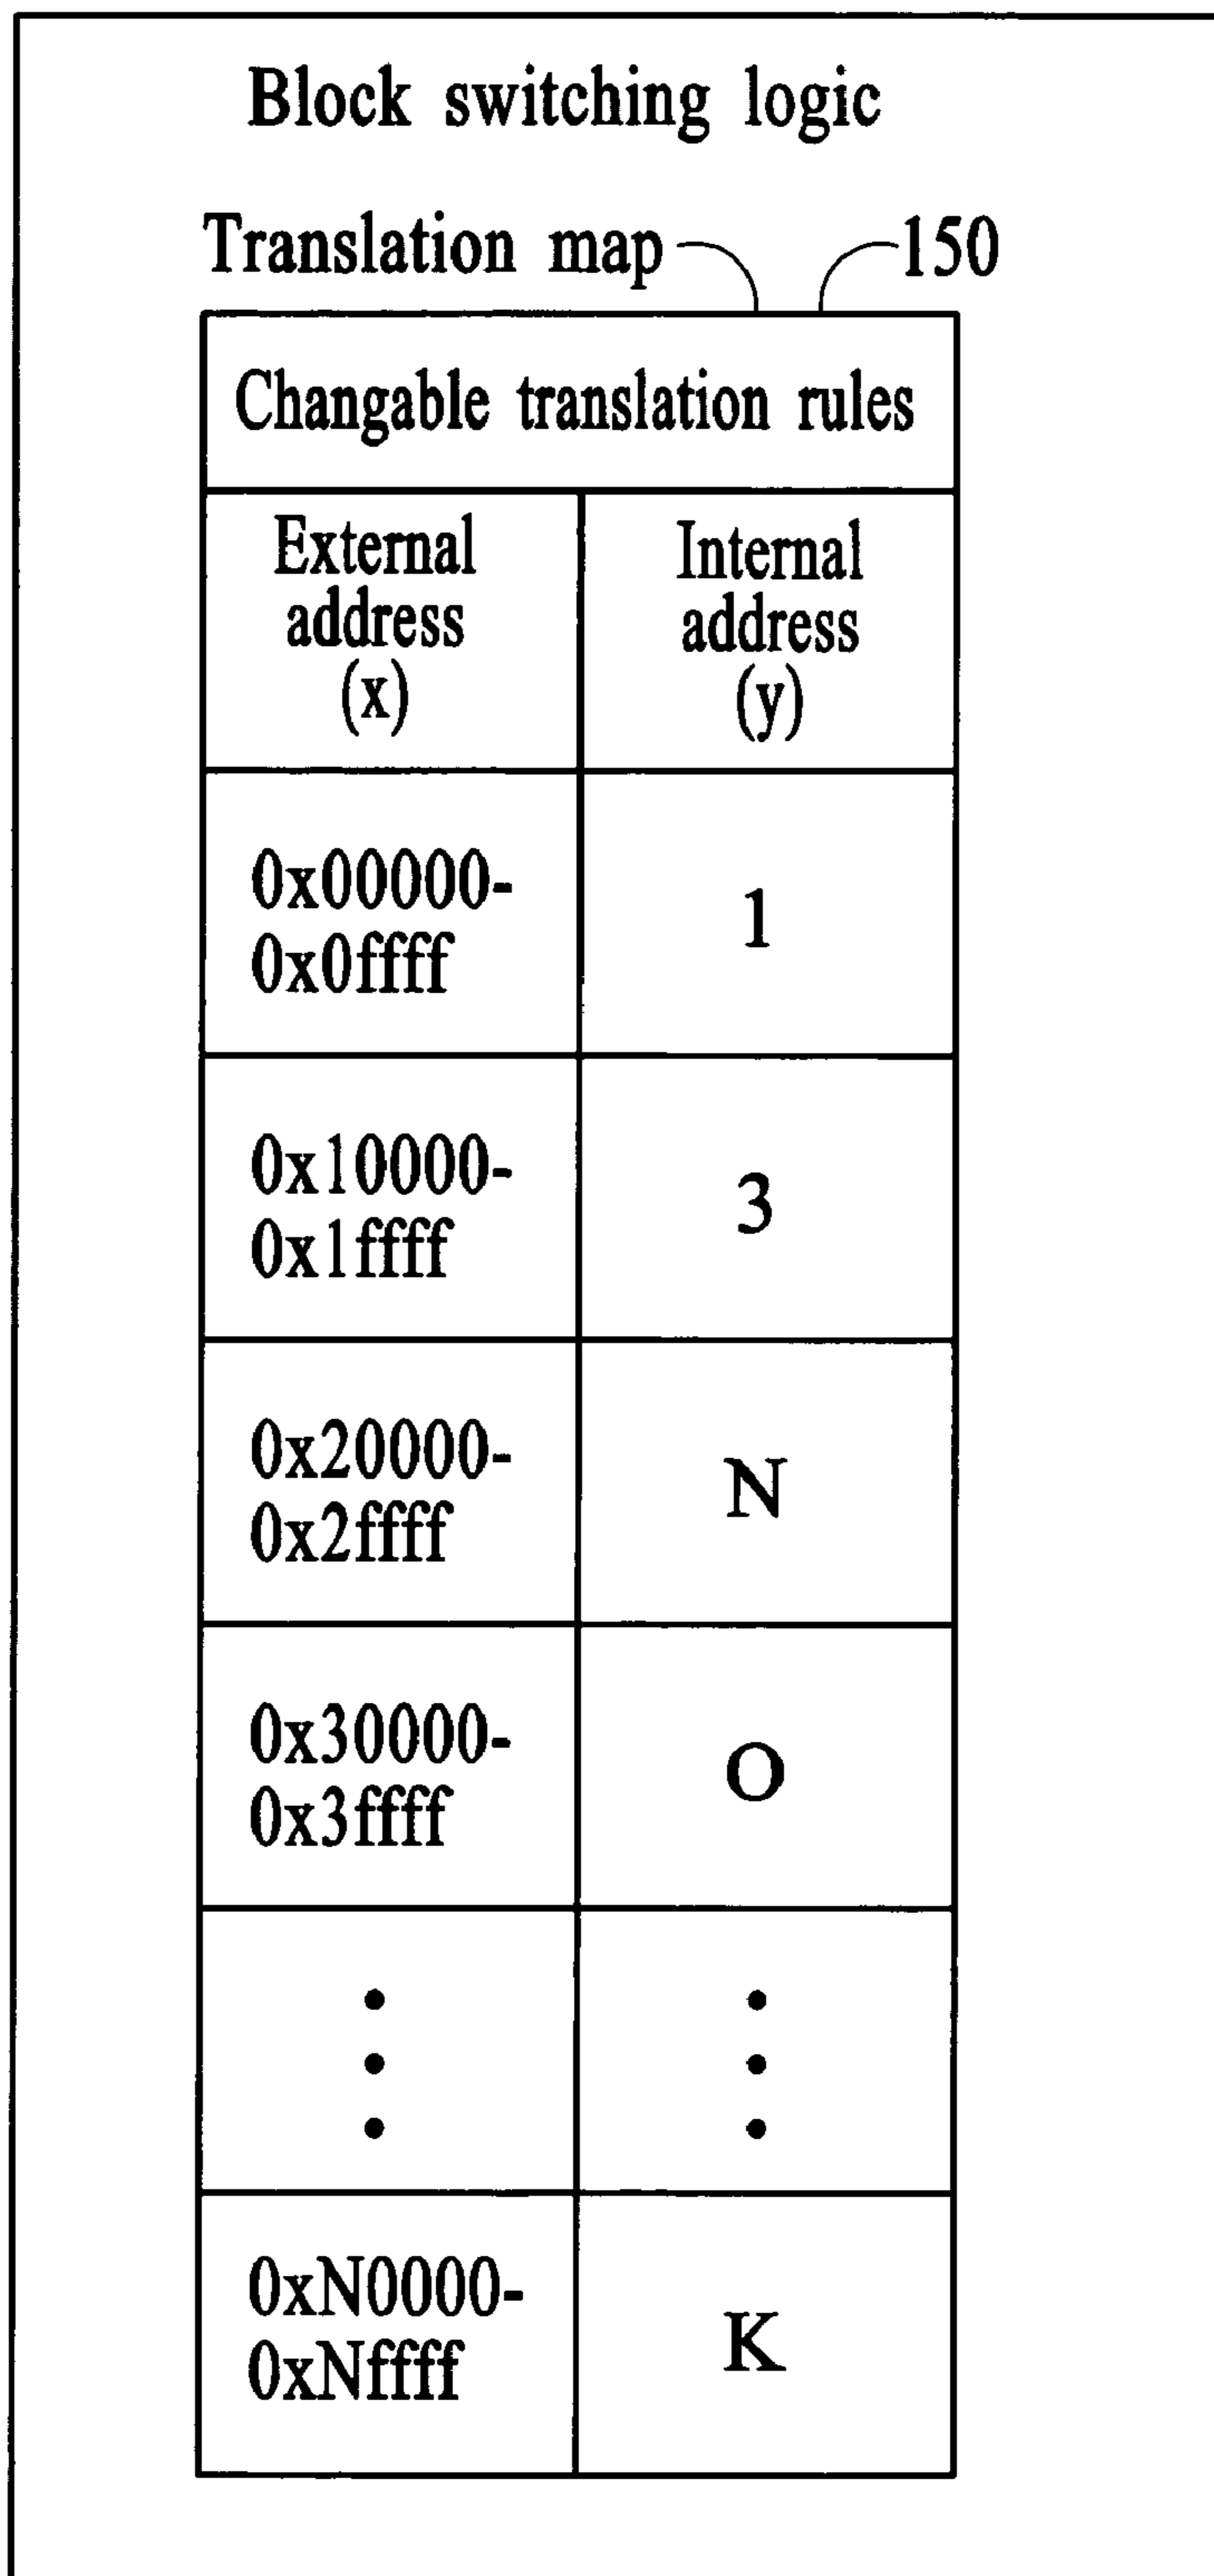 Block switching logic
Translation map 150
Changable translation rules
External
address
(x)
Internal
address
(y)
0x00000-
0x0ffff
1
0x10000-
0x1ffff
3
0x20000-
0x2ffff
N
0x30000-
0x3ffff
O
0xN0000-
0xNffff
K